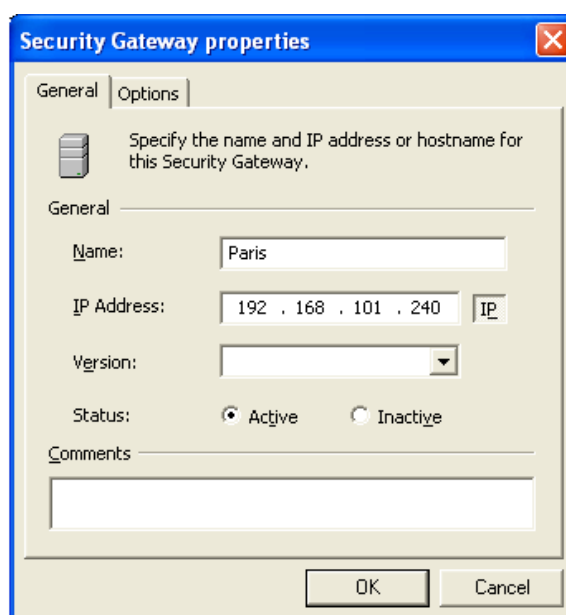 Security Gateway properties
General Options
Specify the name and IP address or hostname for
this Security Gateway.
General
Name: Paris
IP Address: 192 . 168 . 101 . 240 IP
Version:
Status: Active Inactive
Comments
OK Cancel